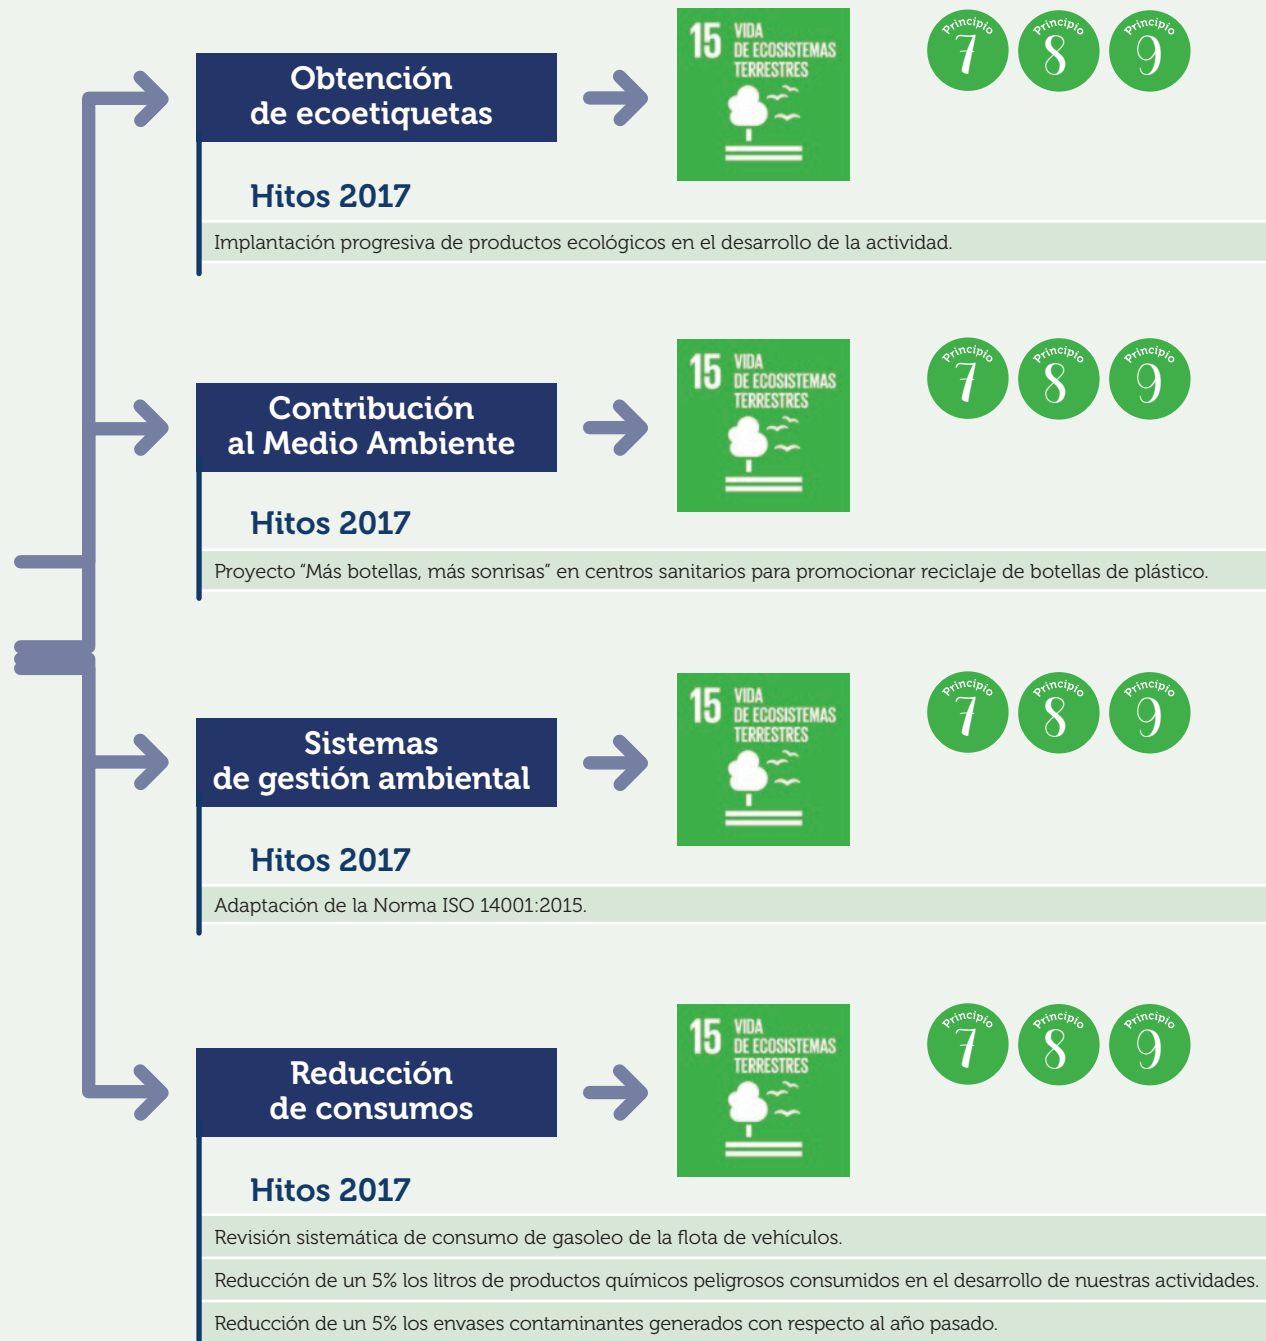 Obtención
de ecoetiquetas
15 VIDA
DE ECOSISTEMAS
TERRESTRES
Principio
7
Principio
8
Principio
9
Hitos 2017
Implantación progresiva de productos ecológicos en el desarrollo de la actividad.
Contribución
al Medio Ambiente
15 VIDA
DE ECOSISTEMAS
TERRESTRES
Principio
7
Principio
8
Principio
9
Hitos 2017
Proyecto “Más botellas, más sonrisas” en centros sanitarios para promocionar reciclaje de botellas de plástico.
Sistemas
de gestión ambiental
15 VIDA
DE ECOSISTEMAS
TERRESTRES
Principio
7
Principio
8
Principio
9
Hitos 2017
Adaptación de la Norma ISO 14001:2015.
Reducción
de consumos
15 VIDA
DE ECOSISTEMAS
TERRESTRES
Principio
7
Principio
8
Principio
9
Hitos 2017
Revisión sistemática de consumo de gasoleo de la flota de vehículos.
Reducción de un 5% los litros de productos químicos peligrosos consumidos en el desarrollo de nuestras actividades.
Reducción de un 5% los envases contaminantes generados con respecto al año pasado.